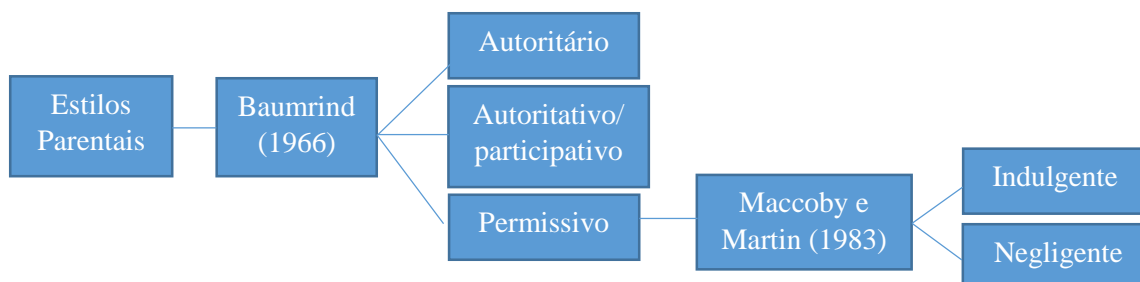 Estilos
Parentais
Baumrind
(1966)
Autoritário
Autoritativo/
participativo
Permissivo
Maccoby e
Martin (1983)
Indulgente
Negligente